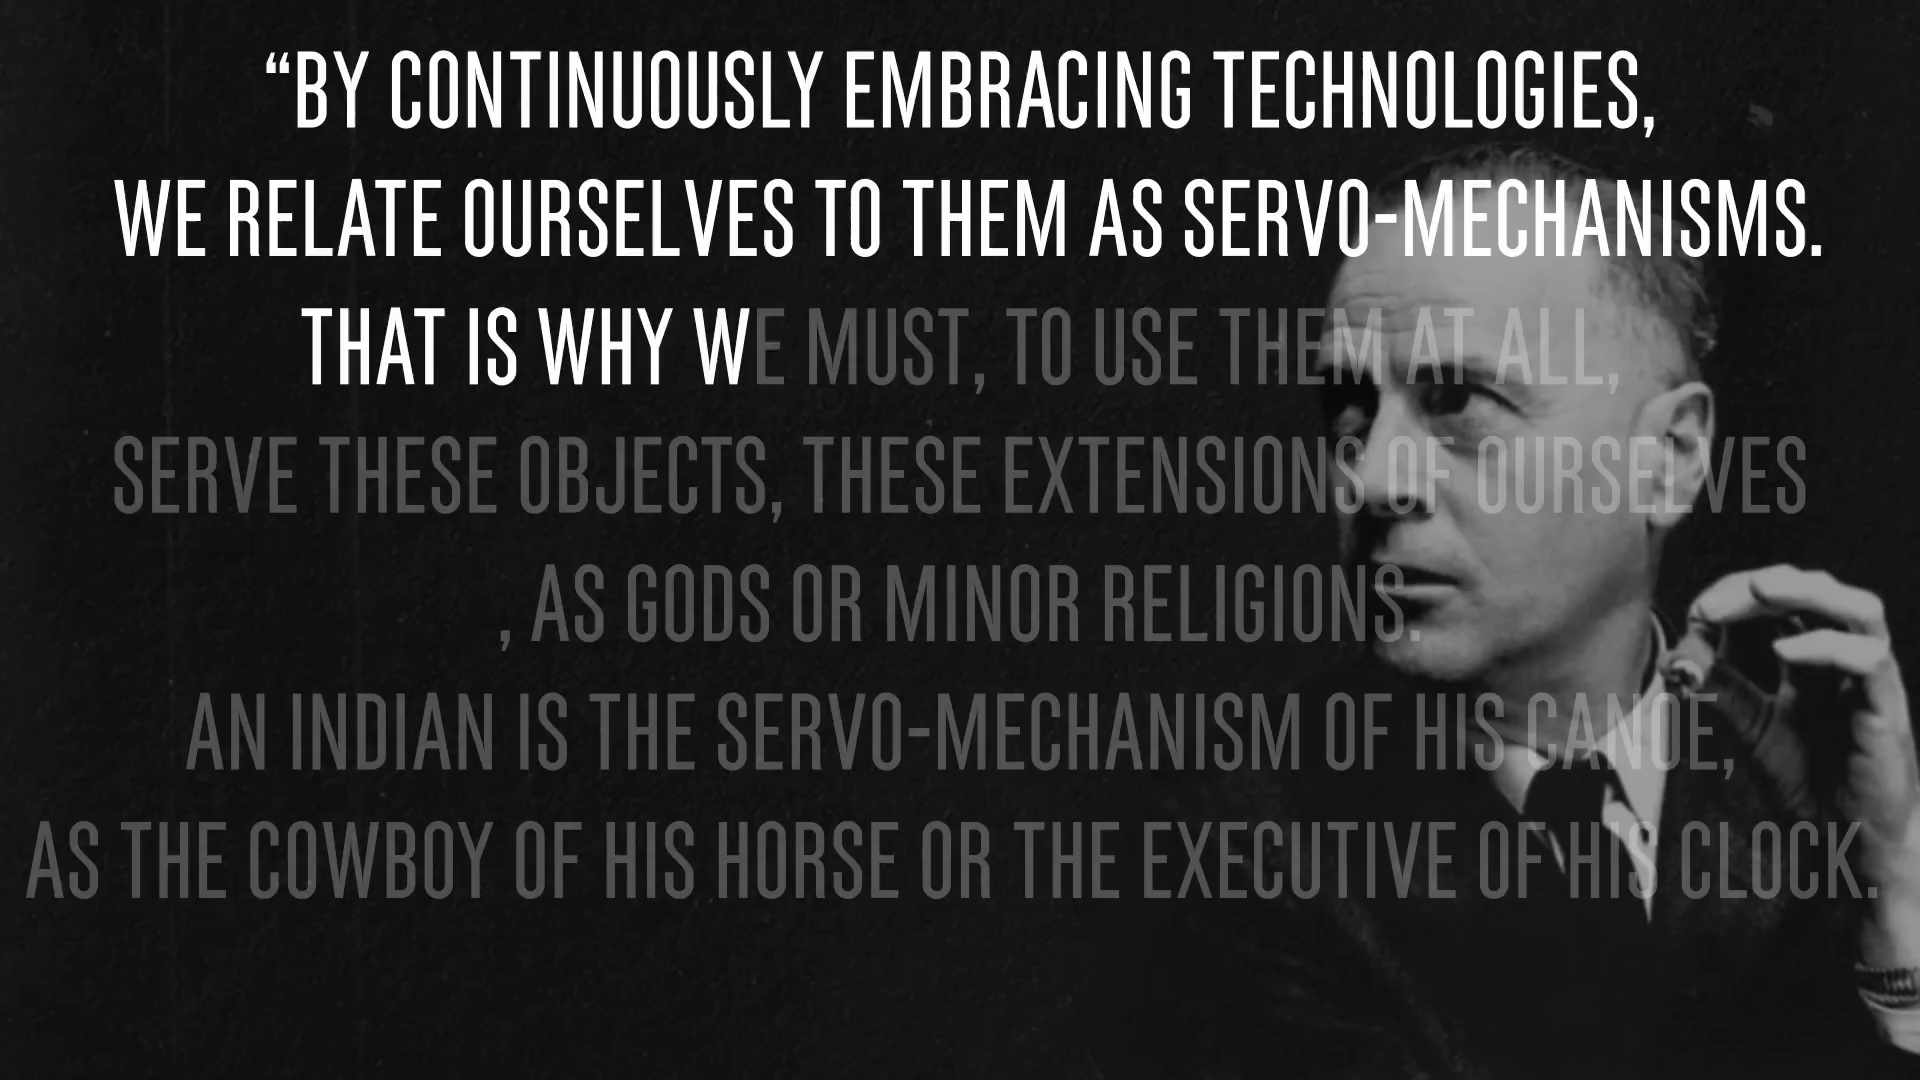 “BY CONTINUOUSLY EMBRACING TECHNOLOGIES,
WE RELATE OURSELVES TO THEM AS SERVO-MECHANISMS.
THAT IS WHY WE MUST, TO USE THEM AT ALL,
SERVE THESE OBJECTS, THESE EXTENSIONS OF OURSELVES
, AS GODS OR MINOR RELIGIONS.
AN INDIAN IS THE SERVO-MECHANISM OF HIS CANOE,
AS THE COWBOY OF HIS HORSE OR THE EXECUTIVE OF HIS CLOCK.